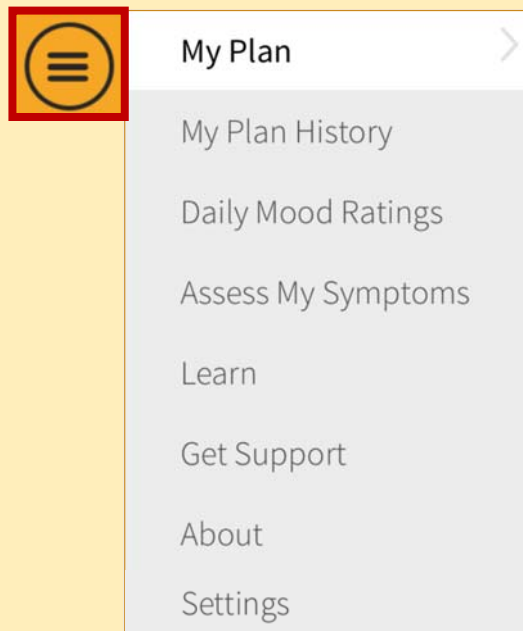 My Plan
My Plan History
Daily Mood Ratings
Assess My Symptoms
Learn
Get Support
About
Settings